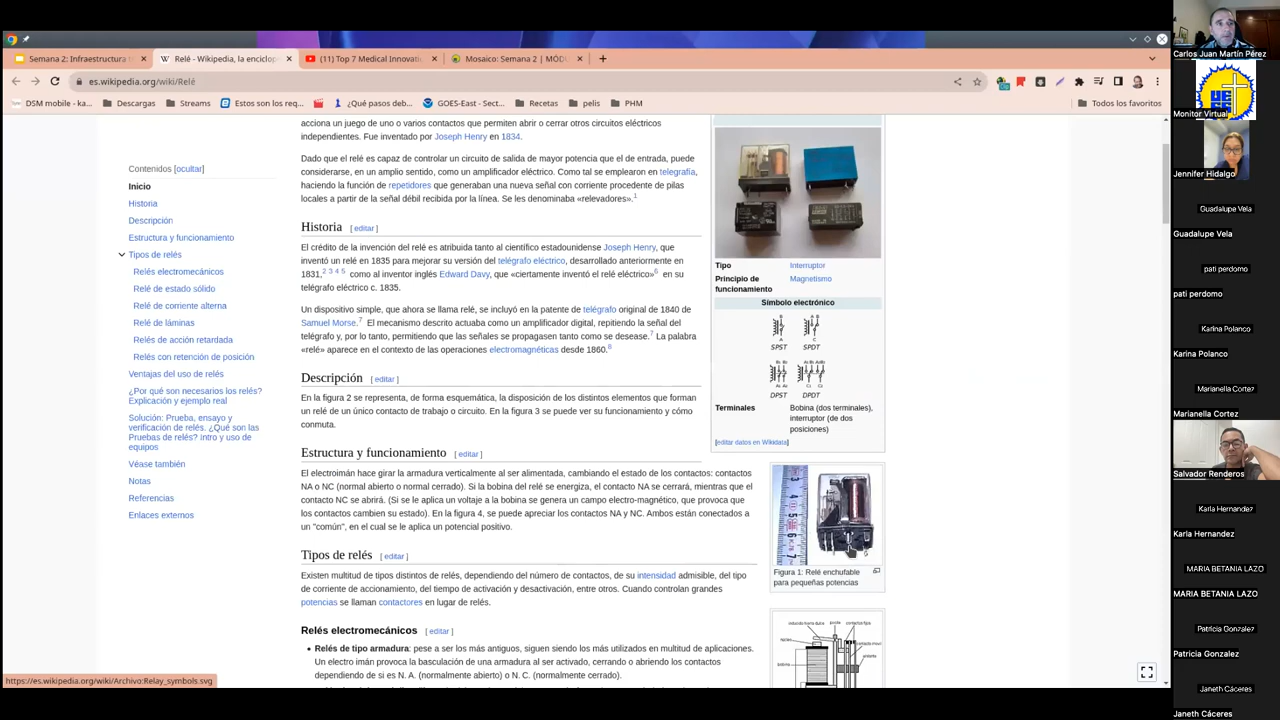 Semana 2: Infraestructura t
Relé - Wikipedia, la enciclop
(11) Top 7 Medical Innovati
Mosaico: Semana 2 | MÓDU
es.wikipedia.org/wiki/Relé
DSM mobile - ka...
Descargas
Streams
Estos son los req...
¿Qué pasos deb...
GOES-East - Sect...
Recetas
pelis
PHM
Todos los favoritos
Contenidos [ocultar]
Inicio
Historia
Descripción
Estructura y funcionamiento
Tipos de relés
Relés electromecánicos
Relé de estado sólido
Relé de corriente alterna
Relé de láminas
Relés de acción retardada
Relés con retención de posición
Ventajas del uso de relés
¿Por qué son necesarios los relés?
Explicación y ejemplo real
Solución: Prueba, ensayo y
verificación de relés. ¿Qué son las
Pruebas de relé? Intro y uso de
equipos
Véase también
Notas
Referencias
Enlaces externos
acciona un juego de uno o varios contactos que permiten abrir o cerrar otros circuitos eléctricos
independientes. Fue inventado por Joseph Henry en 1834.
Dado que el relé es capaz de controlar un circuito de salida de mayor potencia que el de entrada, puede
considerarse, en un amplio sentido, como un amplificador eléctrico. Como tal se emplearon en telegrafía,
haciendo la función de repetidores que generaban una nueva señal con corriente procedente de pilas
locales a partir de la señal débil recibida por la línea. Se les denominaba «relevadores».1
Historia [ editar ]
El crédito de la invención del relé es atribuida tanto al científico estadounidense Joseph Henry, que
inventó un relé en 1835 para mejorar su versión del telégrafo eléctrico, desarrollado anteriormente en
1831,2 3 4 5 como al inventor inglés Edward Davy, que «ciertamente inventó el relé eléctrico»6 en su
telégrafo eléctrico c. 1835.
Un dispositivo simple, que ahora se llama relé, se incluyó en la patente de telégrafo original de 1840 de
Samuel Morse.7 El mecanismo descrito actuaba como un amplificador digital, repitiendo la señal del
telégrafo y, por lo tanto, permitiendo que las señales se propagasen tanto como se desease.7 La palabra
«relé» aparece en el contexto de las operaciones electromagnéticas desde 1860.8
Descripción [ editar ]
En la figura 2 se representa, de forma esquemática, la disposición de los distintos elementos que forman
un relé de un único contacto de trabajo o circuito. En la figura 3 se puede ver su funcionamiento y cómo
conmuta.
Estructura y funcionamiento [ editar ]
El electroimán hace girar la armadura verticalmente al ser alimentada, cambiando el estado de los contactos: contactos
NA o NC (normal abierto o normal cerrado). Si la bobina del relé se energiza, el contacto NA se cerrará, mientras que el
contacto NC se abrirá. (Si se le aplica un voltaje a la bobina se genera un campo electro-magnético, que provoca que
los contactos cambien su estado). En la figura 4, se puede apreciar los contactos NA y NC. Ambos están conectados a
un "común", en el cual se le aplica un potencial positivo.
Tipos de relés [ editar ]
Existen multitud de tipos distintos de relés, dependiendo del número de contactos, de su intensidad admisible, del tipo
de corriente de accionamiento, del tiempo de activación y desactivación, entre otros. Cuando controlan grandes
potencias se llaman contactores en lugar de relés.
Relés electromecánicos [ editar ]
• Relés de tipo armadura: pese a ser los más antiguos, siguen siendo los más utilizados en multitud de aplicaciones.
Un electro imán provoca la basculación de una armadura al ser activado, cerrando o abriendo los contactos
dependiendo de si es N. A. (normalmente abierto) o N. C. (normalmente cerrado).
Tipo Interruptor
Principio de funcionamiento Magnetismo
Símbolo electrónico
SPST SPDT
DPST DPDT
Terminales Bobina (dos terminales),
interruptor (de dos
posiciones)
[editar datos en Wikidata]
Figura 1: Relé enchufable
para pequeñas potencias
https://es.wikipedia.org/wiki/Archivo:Relay_symbols.svg
Carlos Juan Martín Pérez
Monitor Virtual
Jennifer Hidalgo
Guadalupe Vela
Guadalupe Vela
pati perdomo
pati perdomo
Karina Polanco
Karina Polanco
Marianella Cortez
Marianella Cortez
Salvador Renderos
Karla Hernandez
Karla Hernandez
MARIA BETANIA LAZO
MARIA BETANIA LAZO
Patricia Gonzalez
Patricia Gonzalez
Janeth Cáceres
Janeth Cáceres